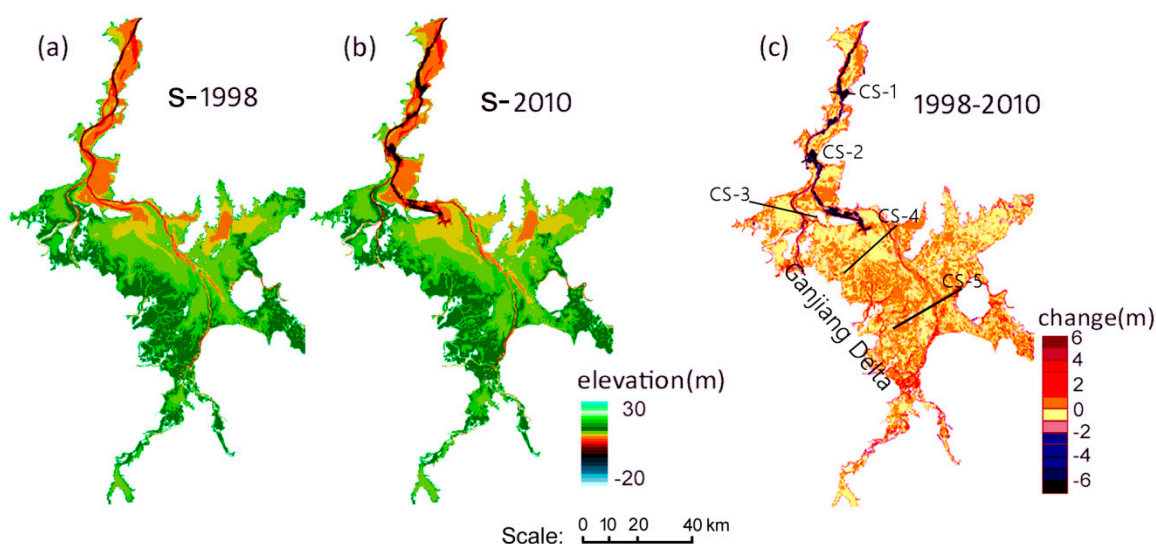 (a)
S-1998
(b)
S-2010
(c)
1998-2010
CS-1
CS-2
CS-3
CS-4
CS-5
Ganjiang Delta
elevation(m)
30
-20
change(m)
6
4
2
0
-2
-4
-6
Scale: 0 10 20 40 km